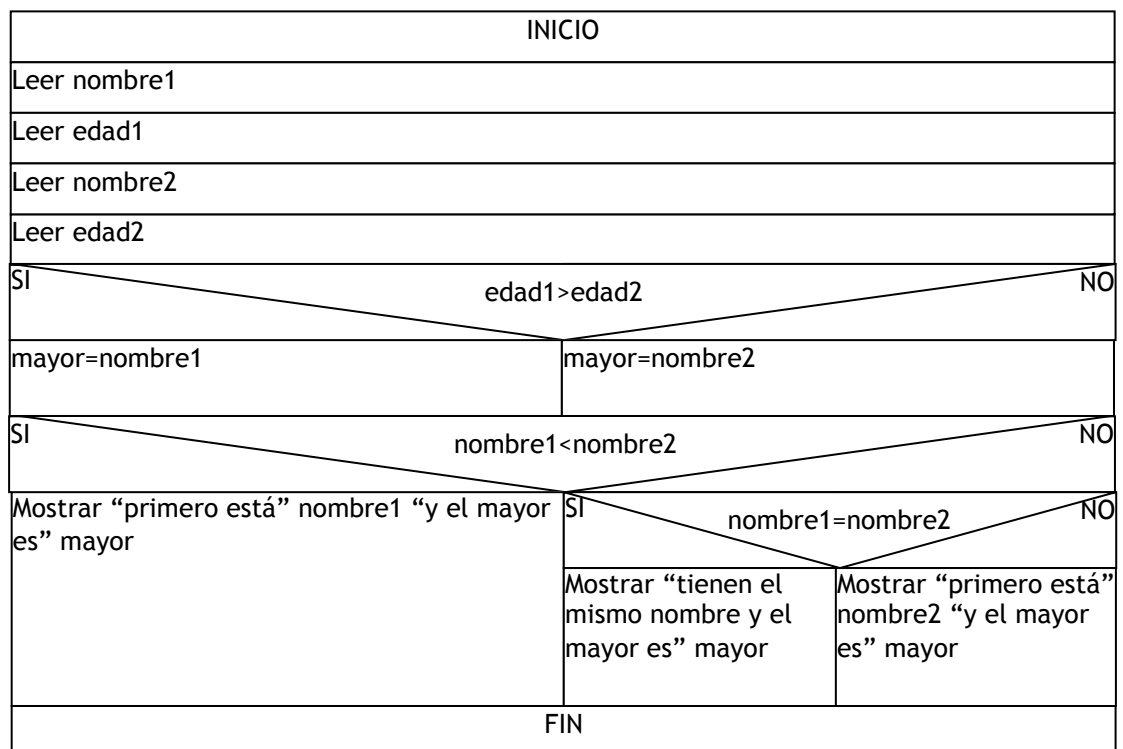 INICIO
Leer nombre1
Leer edad1
Leer nombre2
Leer edad2
SI
edad1>edad2
NO
mayor=nombre1
mayor=nombre2
SI
nombre1<nombre2
NO
Mostrar “primero está” nombre1 “y el mayor
es” mayor
SI
nombre1=nombre2
NO
Mostrar “tienen el
mismo nombre y el
mayor es” mayor
Mostrar “primero está”
nombre2 “y el mayor
es” mayor
FIN